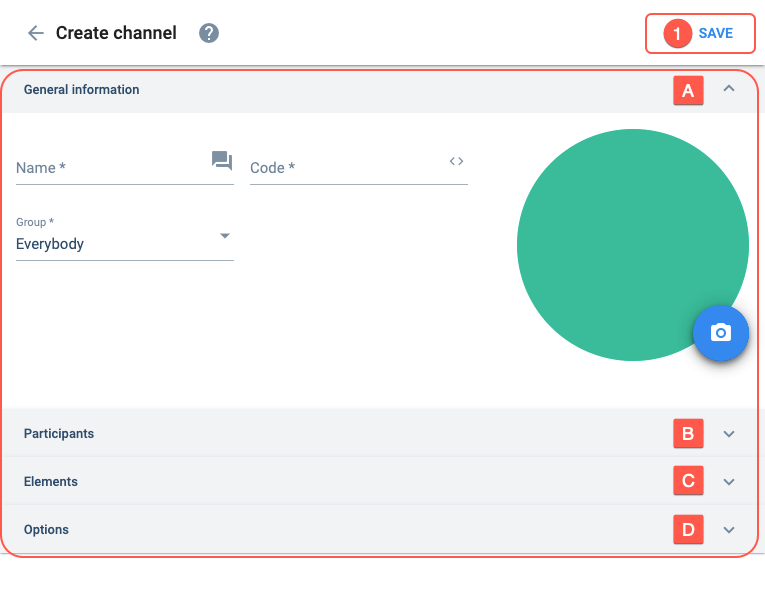 Create channel ?
1 SAVE
General information A
Name * Code * <>
Group *
Everybody
Participants B
Elements C
Options D